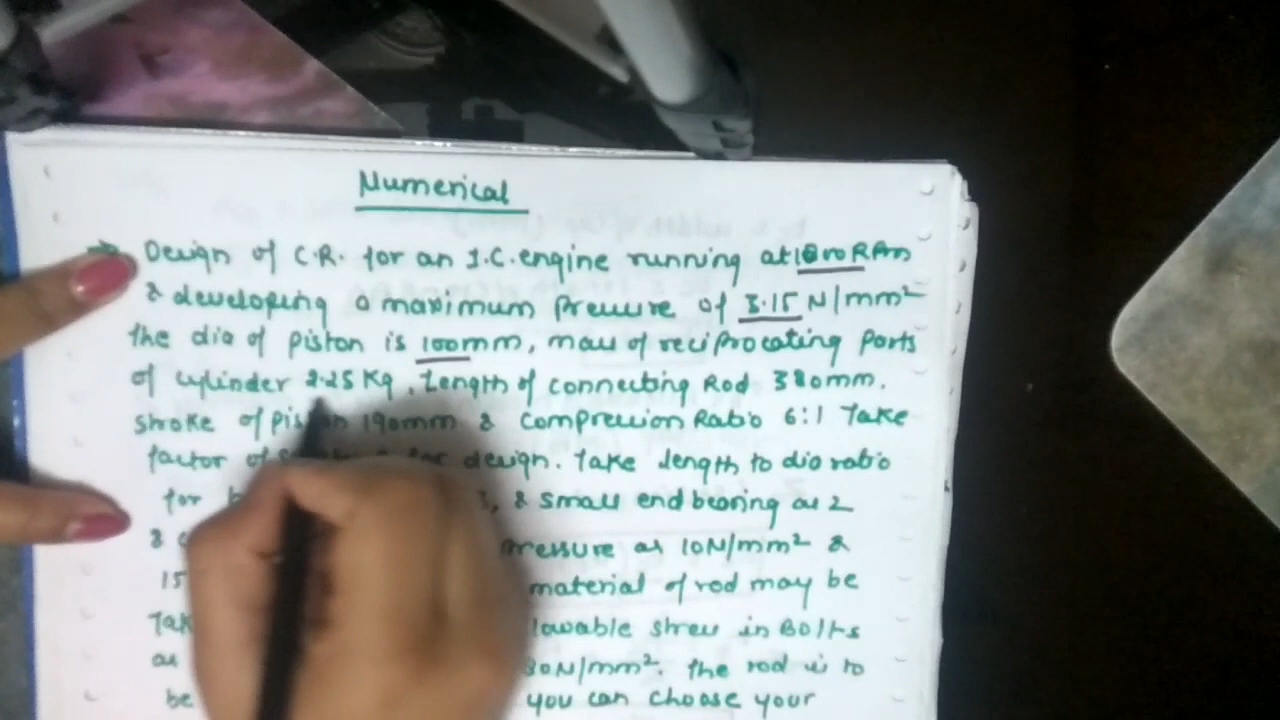 Numerical
→ Design of C.R. for an I.C. engine running at 1800 RPM
& developing a maximum pressure of 3.15 N/mm²
the dia of piston is 100mm, mass of reciprocating parts
of cylinder 2.25 Kg. Length of connecting Rod 380mm.
stroke of piston 190mm & compression Ratio 6:1 Take
factor of design. Take length to dia ratio
for & small end bearing as 2
& pressure as 10N/mm² &
15 material of rod may be
Tak allowable stress in Bolts
as 30N/mm². The rod is to
be you can choose your